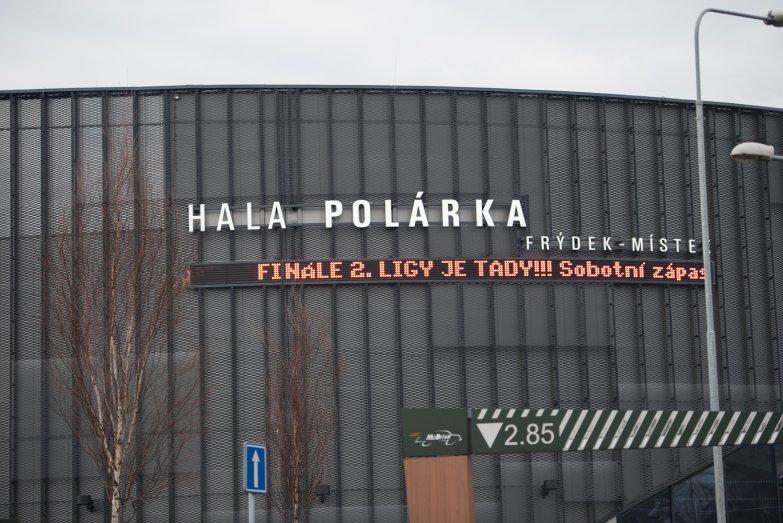 HALA POLÁRKA
FRÝDEK-MÍSTEK
FINÁLE 2. LIGY JE TADY!!! Sobotní zápas
McDrive
2.85